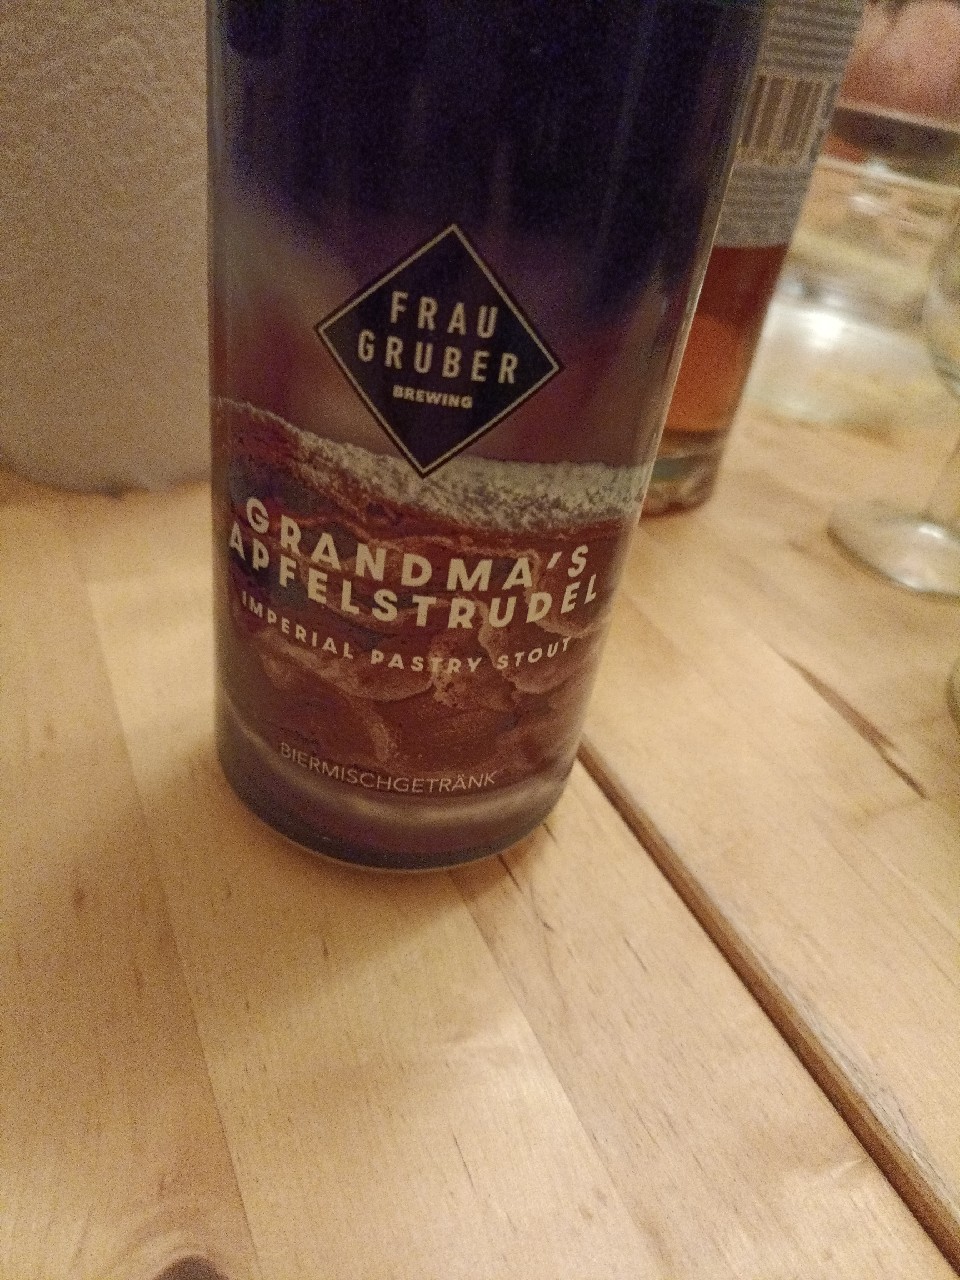 FRAU
GRUBER
BREWING
GRANDMA'S
APFELSTRUDEL
IMPERIAL PASTRY STOUT
BIERMISCHGETRÄNK